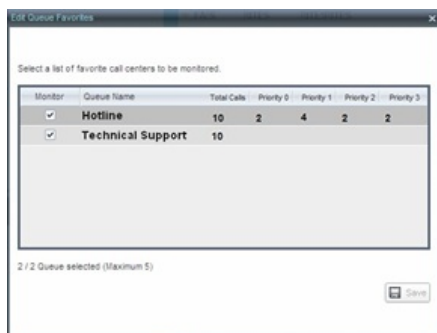 Edit Queue Favorites
Select a list of favorite call centers to be monitored.
Monitor Queue Name Total Calls Priority 0 Priority 1 Priority 2 Priority 3
Hotline 10 2 4 2 2
Technical Support 10
2 / 2 Queue selected (Maximum 5)
Save